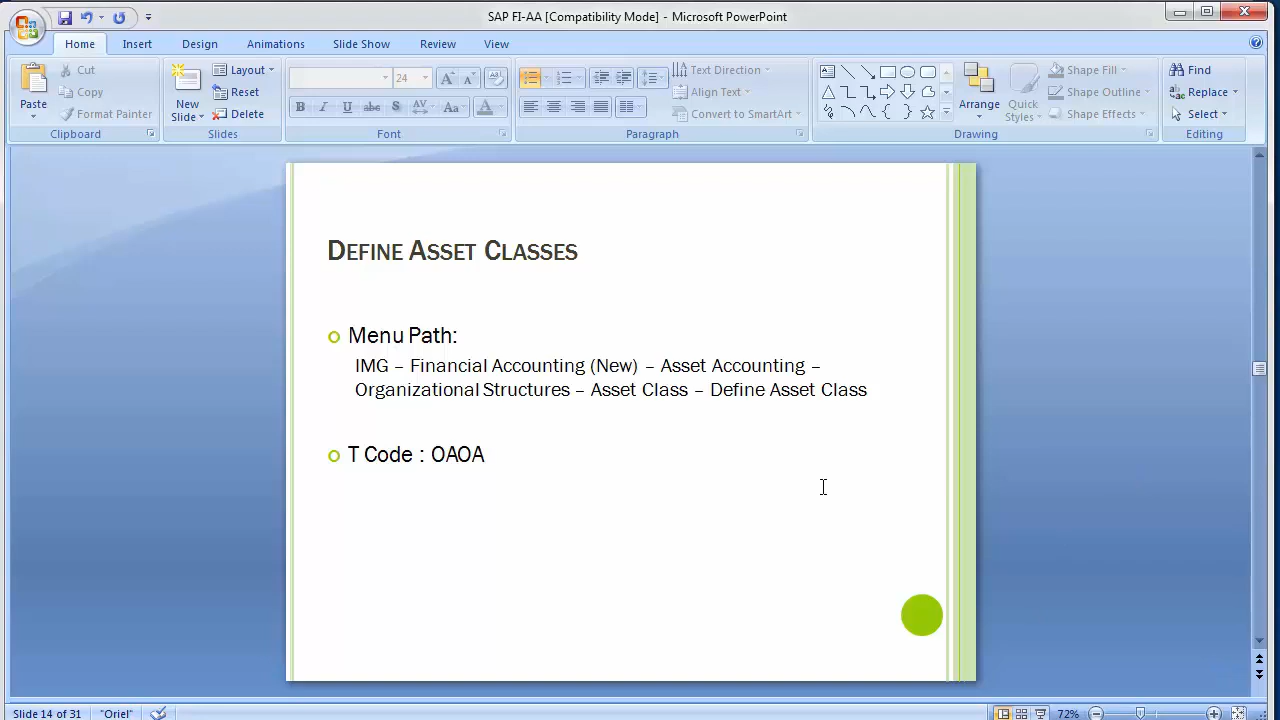 SAP FI-AA [Compatibility Mode] - Microsoft PowerPoint
Home Insert Design Animations Slide Show Review View
Paste
Cut
Copy
Format Painter
Clipboard
New
Slide
Layout
Reset
Delete
Slides
24
B I U abc S AV Aa A
Font
Text Direction
Align Text
Convert to SmartArt
Paragraph
Arrange
Quick
Styles
Shape Fill
Shape Outline
Shape Effects
Drawing
Find
Replace
Select
Editing
DEFINE ASSET CLASSES
Menu Path:
IMG – Financial Accounting (New) – Asset Accounting –
Organizational Structures – Asset Class – Define Asset Class
T Code : OAOA
Slide 14 of 31 "Oriel" 72%